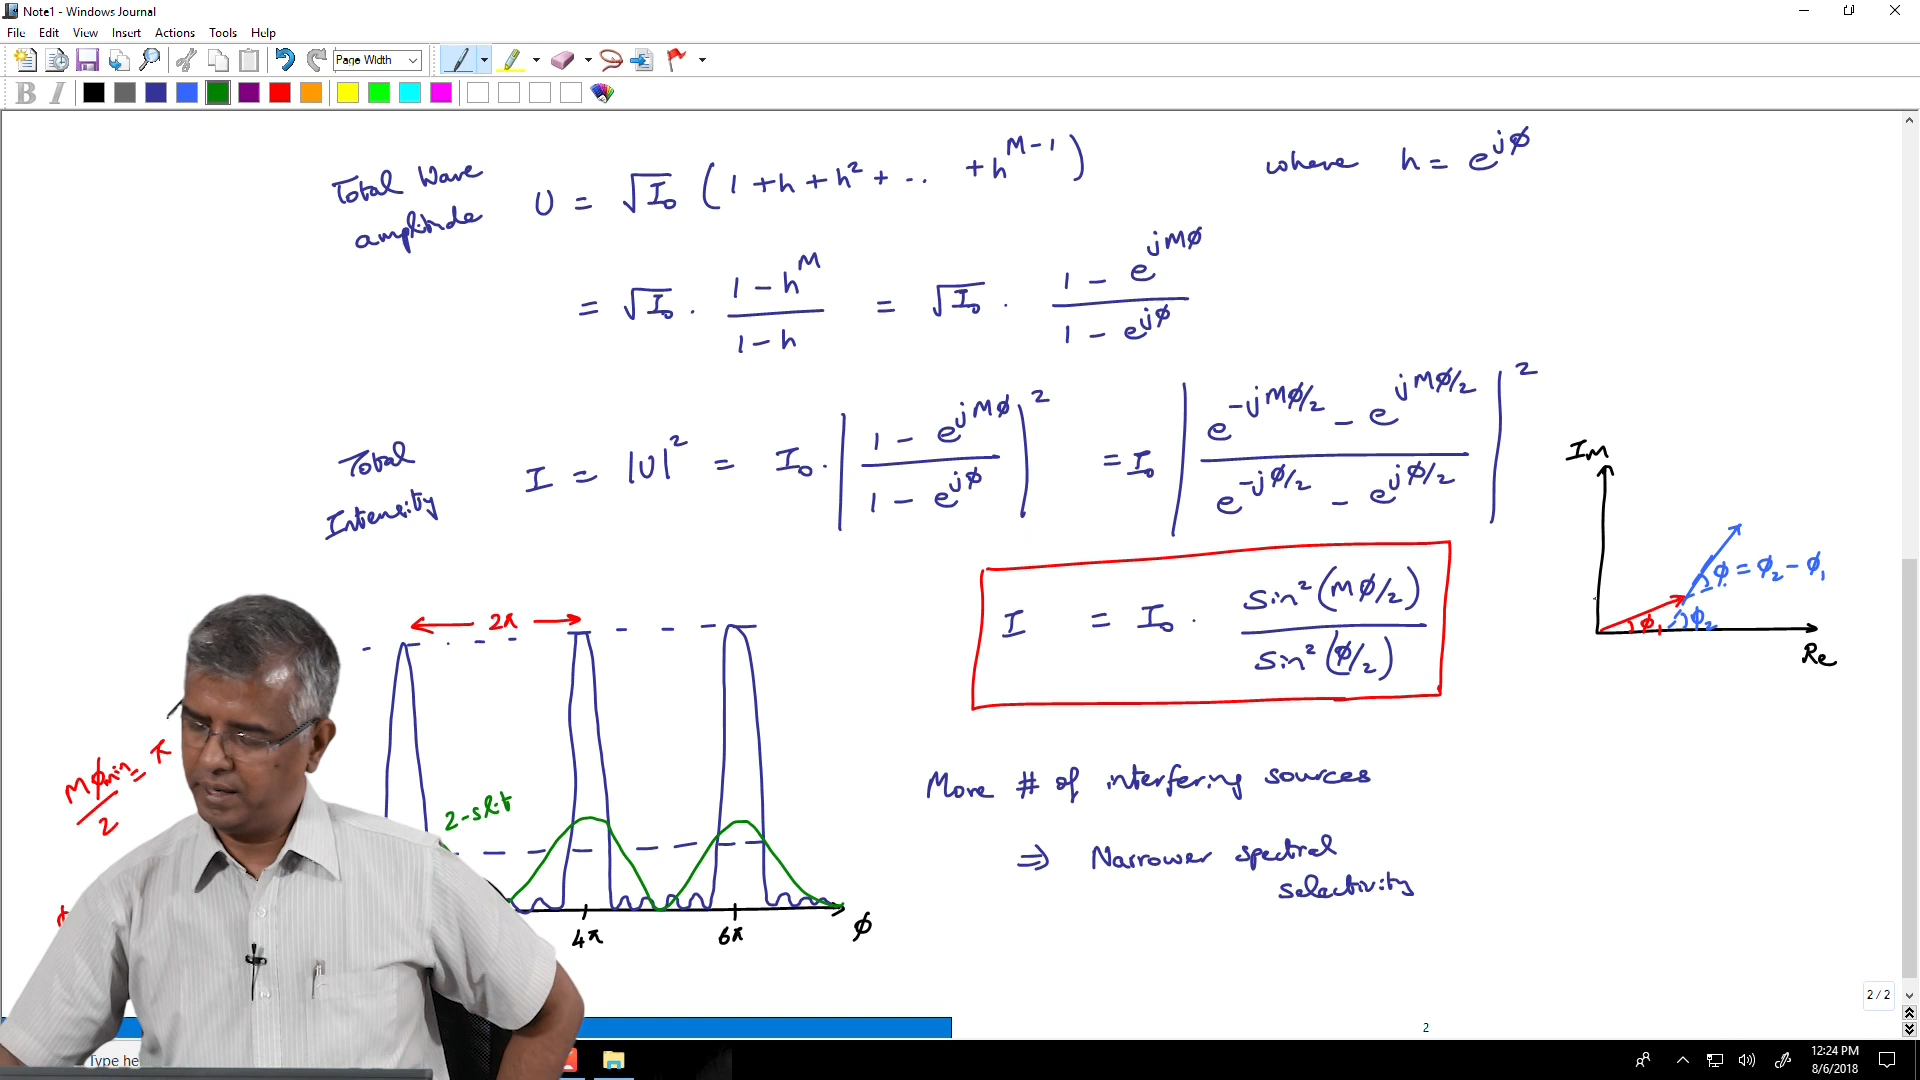 Note1 - Windows Journal
File Edit View Insert Actions Tools Help
Page Width
Total Wave amplitude U = √I₀ (1 + h + h² + .. + h^(M-1)) where h = e^(jφ)
= √I₀ . (1 - h^M)/(1 - h) = √I₀ . (1 - e^(jMφ))/(1 - e^(jφ))
Total Intensity I = |U|² = I₀ . |(1 - e^(jMφ))/(1 - e^(jφ))|² = I₀ |(e^(-jMφ/2) - e^(jMφ/2))/(e^(-jφ/2) - e^(jφ/2))|²
I = I₀ . sin²(Mφ/2)/sin²(φ/2)
Im
φ = φ₂ - φ₁
φ₁ φ₂
Re
2π
Mφmin/2 = π
2-slit
4π 6π φ
More # of interfering sources
⇒ Narrower spectral
selectivity
2 / 2
2
Type he
12:24 PM
8/6/2018